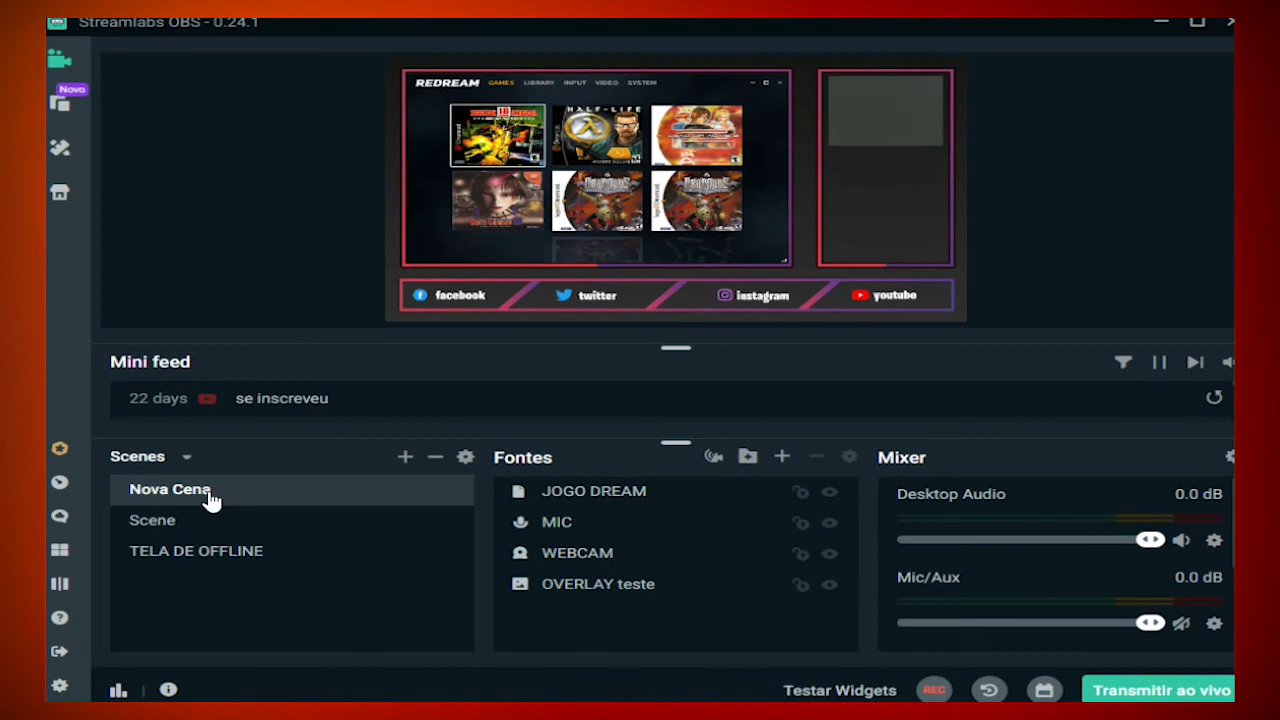 Streamlabs OBS - 0.24.1
Novo
REDREAM GAMES LIBRARY INPUT VIDEO SYSTEM
HALF-LIFE
facebook twitter instagram youtube
Mini feed
22 days se inscreveu
Scenes
Nova Cena
Scene
TELA DE OFFLINE
Fontes
JOGO DREAM
MIC
WEBCAM
OVERLAY teste
Mixer
Desktop Audio 0.0 dB
Mic/Aux 0.0 dB
Testar Widgets REC Transmitir ao vivo